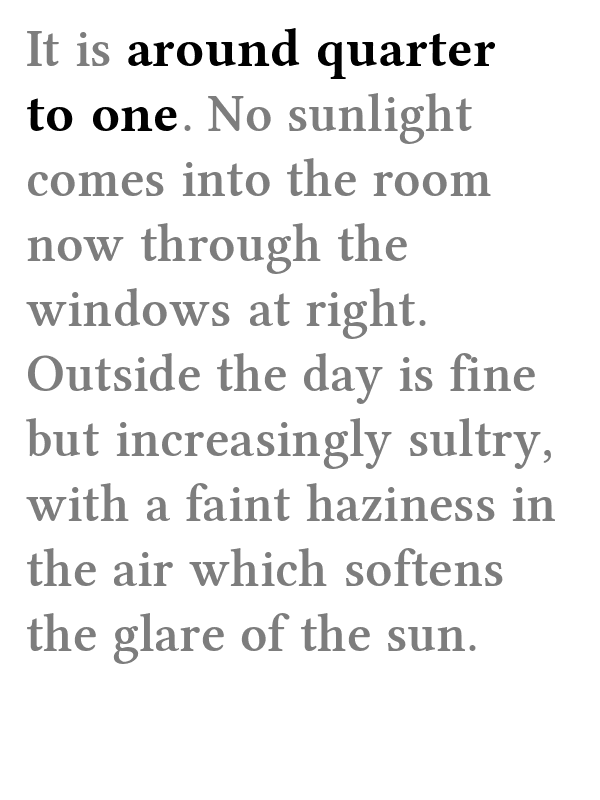 It is around quarter
to one. No sunlight
comes into the room
now through the
windows at right.
Outside the day is fine
but increasingly sultry,
with a faint haziness in
the air which softens
the glare of the sun.